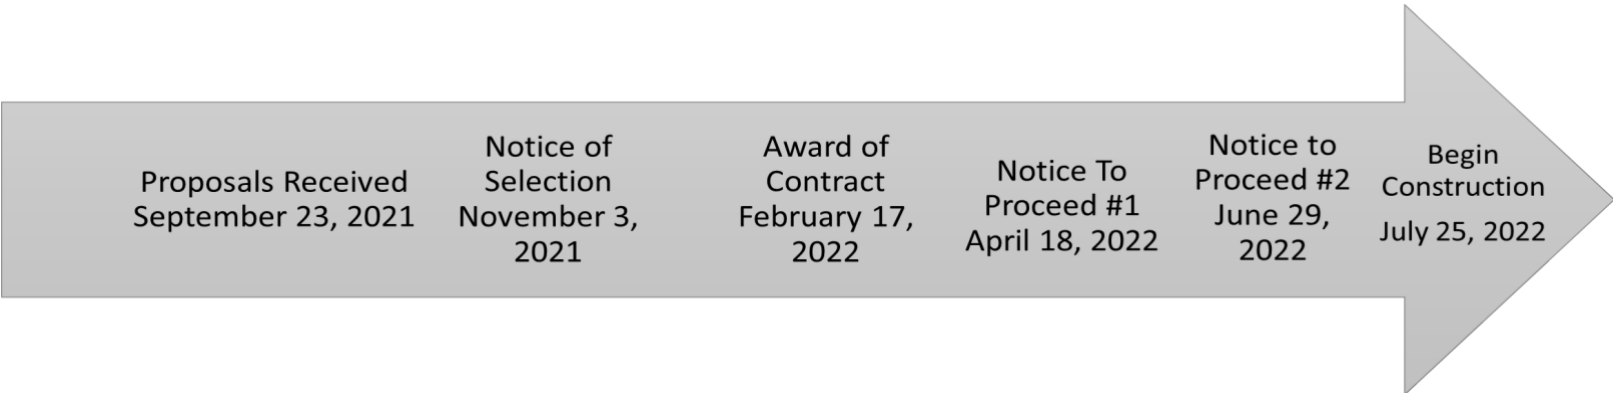 Proposals Received
September 23, 2021
Notice of
Selection
November 3,
2021
Award of
Contract
February 17,
2022
Notice To
Proceed #1
April 18, 2022
Notice to
Proceed #2
June 29,
2022
Begin
Construction
July 25, 2022